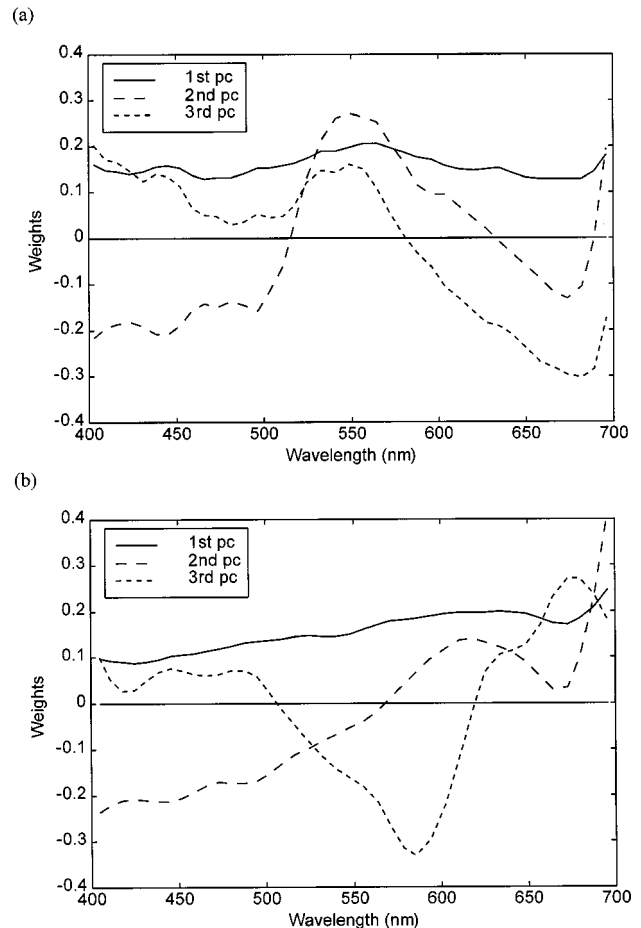 (a)
0.4
0.3
0.2
0.1
0
-0.1
-0.2
-0.3
-0.4
Weights
1st pc
2nd pc
3rd pc
400 450 500 550 600 650 700
Wavelength (nm)
(b)
0.4
0.3
0.2
0.1
0
-0.1
-0.2
-0.3
-0.4
Weights
1st pc
2nd pc
3rd pc
400 450 500 550 600 650 700
Wavelength (nm)